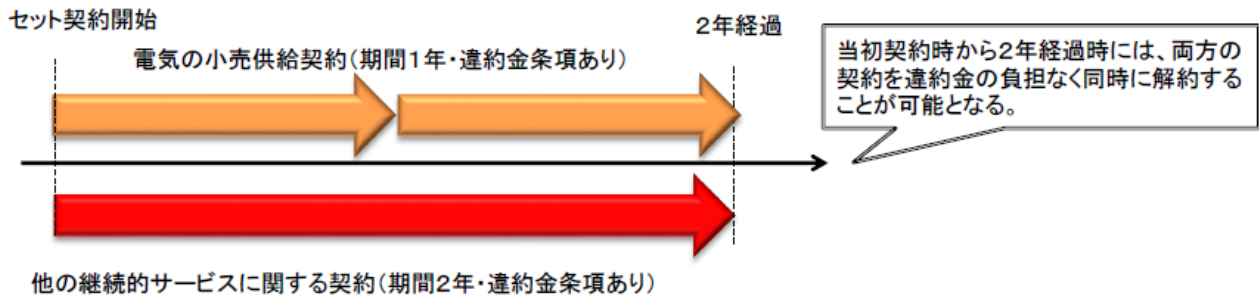 セット契約開始
2年経過
電気の小売供給契約(期間1年・違約金条項あり)
当初契約時から2年経過時には、両方の
契約を違約金の負担なく同時に解約する
ことが可能となる。
他の継続的サービスに関する契約(期間2年・違約金条項あり)